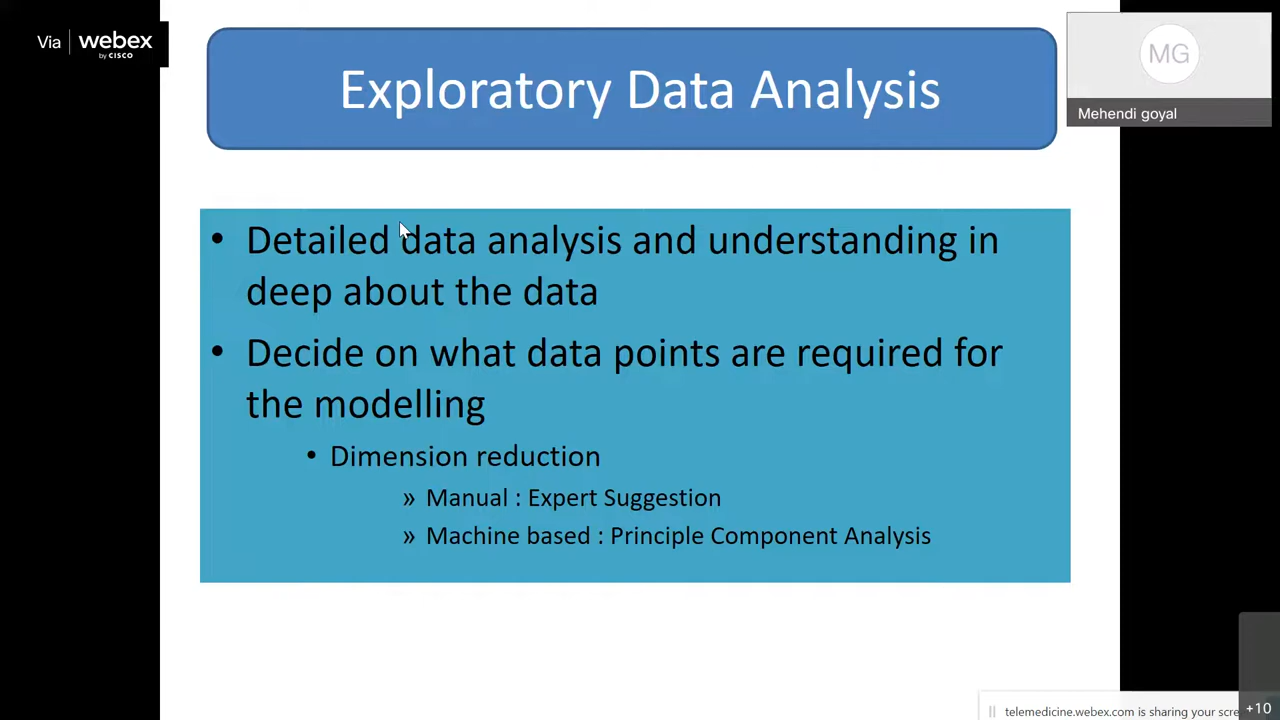 Via webex
by CISCO
Exploratory Data Analysis
MG
Mehendi goyal
• Detailed data analysis and understanding in
deep about the data
• Decide on what data points are required for
the modelling
• Dimension reduction
» Manual : Expert Suggestion
» Machine based : Principle Component Analysis
telemedicine.webex.com is sharing your scre
+10